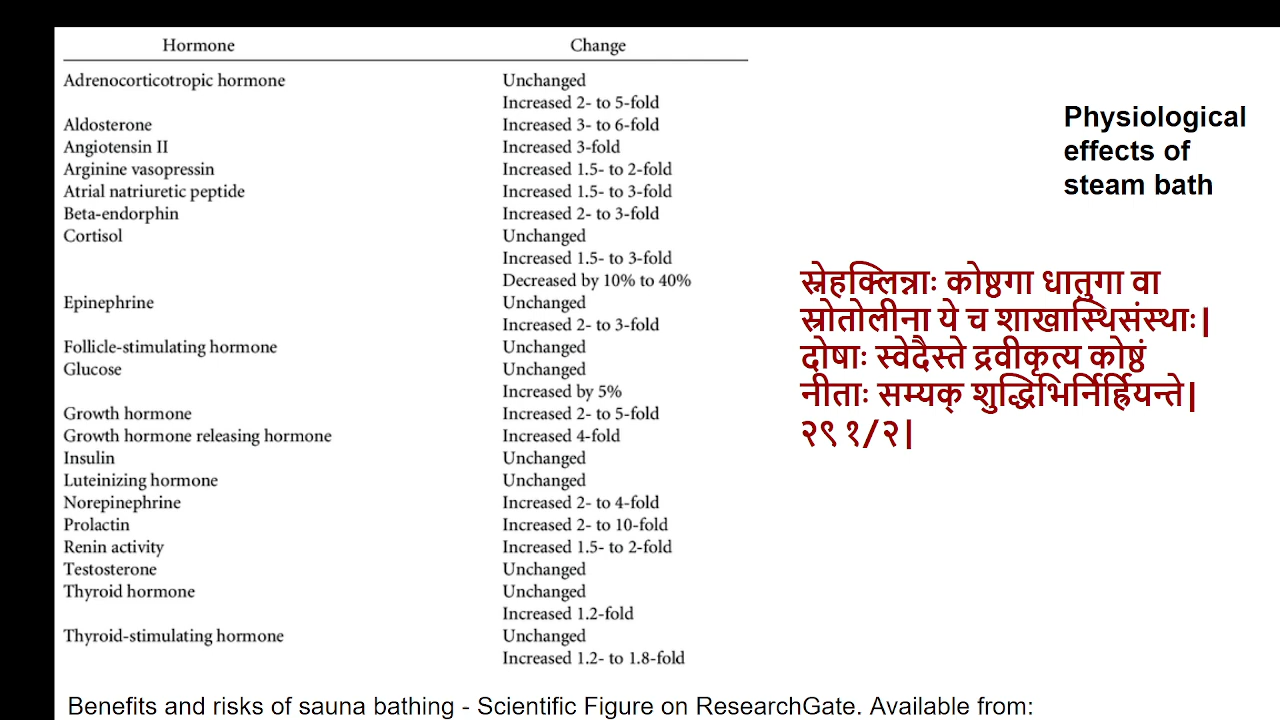 Hormone Change
Adrenocorticotropic hormone Unchanged
Increased 2- to 5-fold
Aldosterone Increased 3- to 6-fold
Angiotensin II Increased 3-fold
Arginine vasopressin Increased 1.5- to 2-fold
Atrial natriuretic peptide Increased 1.5- to 3-fold
Beta-endorphin Increased 2- to 3-fold
Cortisol Unchanged
Increased 1.5- to 3-fold
Decreased by 10% to 40%
Epinephrine Unchanged
Increased 2- to 3-fold
Follicle-stimulating hormone Unchanged
Glucose Unchanged
Increased by 5%
Growth hormone Increased 2- to 5-fold
Growth hormone releasing hormone Increased 4-fold
Insulin Unchanged
Luteinizing hormone Unchanged
Norepinephrine Increased 2- to 4-fold
Prolactin Increased 2- to 10-fold
Renin activity Increased 1.5- to 2-fold
Testosterone Unchanged
Thyroid hormone Unchanged
Increased 1.2-fold
Thyroid-stimulating hormone Unchanged
Increased 1.2- to 1.8-fold
Physiological
effects of
steam bath
स्नेहक्लिन्नाः कोष्ठगा धातुगा वा
स्रोतोलीना ये च शाखास्थिसंस्थाः|
दोषाः स्वेदैस्ते द्रवीकृत्य कोष्ठं
नीताः सम्यक् शुद्धिभिर्निर्ह्रियन्ते|
२९ १/२|
Benefits and risks of sauna bathing - Scientific Figure on ResearchGate. Available from: